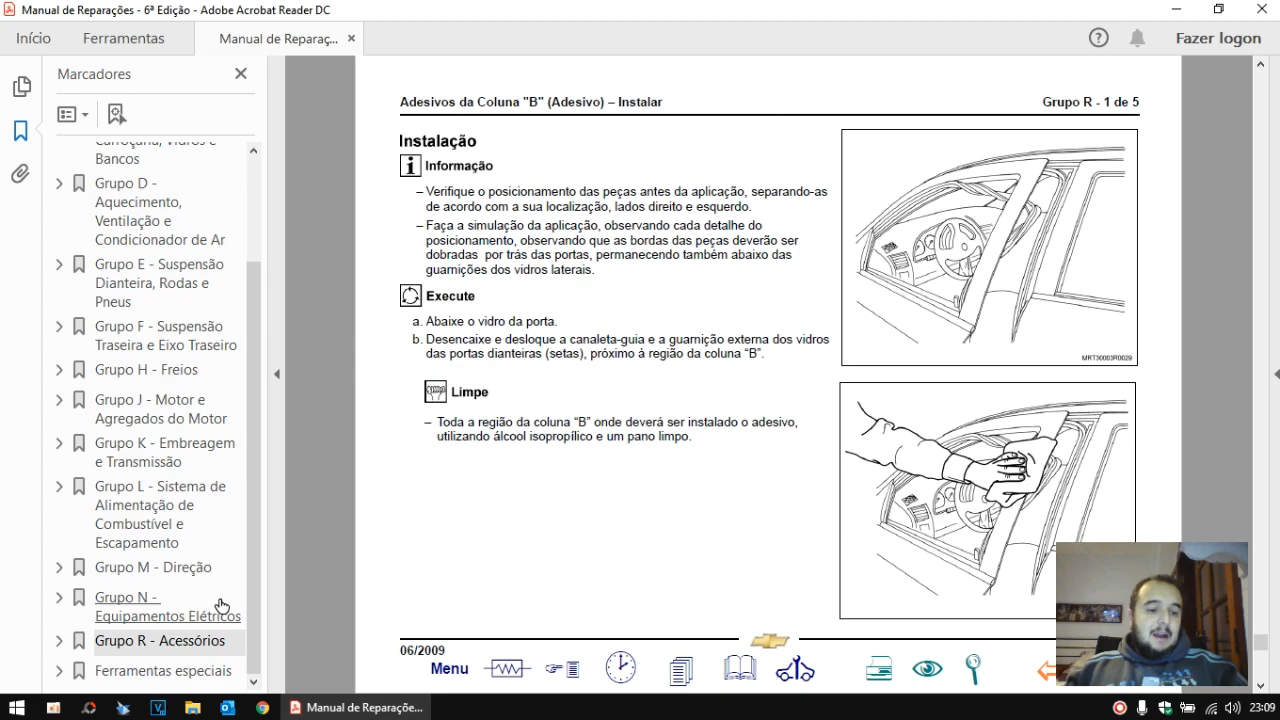 Manual de Reparações - 6ª Edição - Adobe Acrobat Reader DC
Início
Ferramentas
Manual de Reparaç...
Fazer logon
Marcadores
Carroçaria, Vidros e
Bancos
Grupo D -
Aquecimento,
Ventilação e
Condicionador de Ar
Grupo E - Suspensão
Dianteira, Rodas e
Pneus
Grupo F - Suspensão
Traseira e Eixo Traseiro
Grupo H - Freios
Grupo J - Motor e
Agregados do Motor
Grupo K - Embreagem
e Transmissão
Grupo L - Sistema de
Alimentação de
Combustível e
Escapamento
Grupo M - Direção
Grupo N -
Equipamentos Elétricos
Grupo R - Acessórios
Ferramentas especiais
Adesivos da Coluna "B" (Adesivo) – Instalar
Grupo R - 1 de 5
Instalação
Informação
– Verifique o posicionamento das peças antes da aplicação, separando-as
de acordo com a sua localização, lados direito e esquerdo.
– Faça a simulação da aplicação, observando cada detalhe do
posicionamento, observando que as bordas das peças deverão ser
dobradas por trás das portas, permanecendo também abaixo das
guarnições dos vidros laterais.
Execute
a. Abaixe o vidro da porta.
b. Desencaixe e desloque a canaleta-guia e a guarnição externa dos vidros
das portas dianteiras (setas), próximo à região da coluna “B”.
Limpe
– Toda a região da coluna “B” onde deverá ser instalado o adesivo,
utilizando álcool isopropílico e um pano limpo.
MRT30003R0029
06/2009
Menu
Manual de Reparaçõe...
23:09